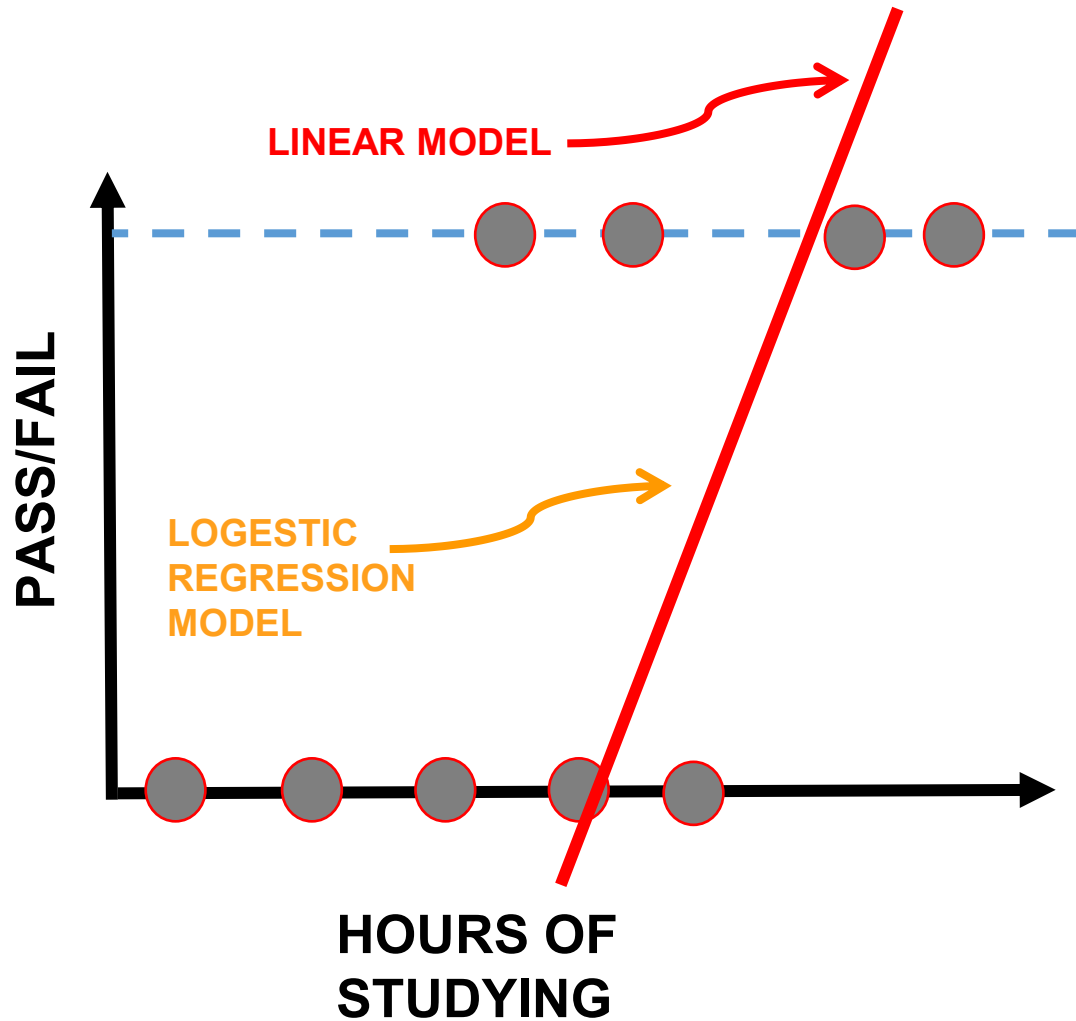 LINEAR MODEL
PASS/FAIL
LOGESTIC
REGRESSION
MODEL
HOURS OF
STUDYING